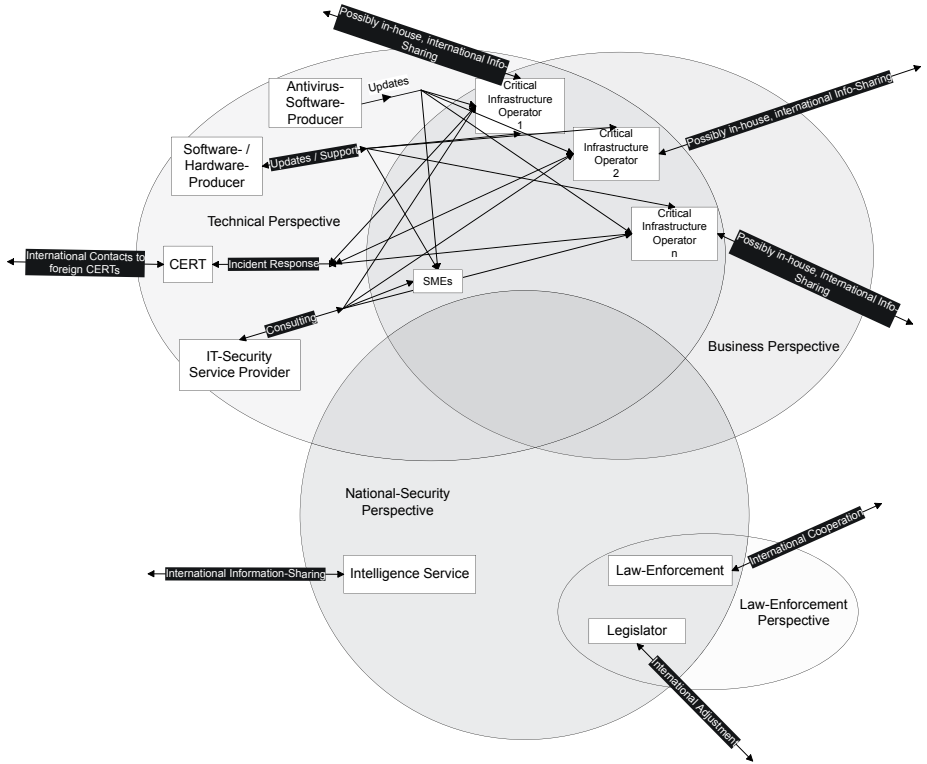 Possibly in-house, international Info-
Sharing
Antivirus-
Software-
Producer
Updates
Critical
Infrastructure
Operator
1
Possibly in-house, international Info-Sharing
Software- /
Hardware-
Producer
Updates / Support
Critical
Infrastructure
Operator
2
Technical Perspective
Critical
Infrastructure
Operator
n
International Contacts to
foreign CERTs
CERT
Incident Response
Possibly in-house, international Info-
Sharing
SMEs
Consulting
IT-Security
Service Provider
Business Perspective
National-Security
Perspective
International Cooperation
International Information-Sharing
Intelligence Service
Law-Enforcement
Law-Enforcement
Perspective
Legislator
International Adjustment